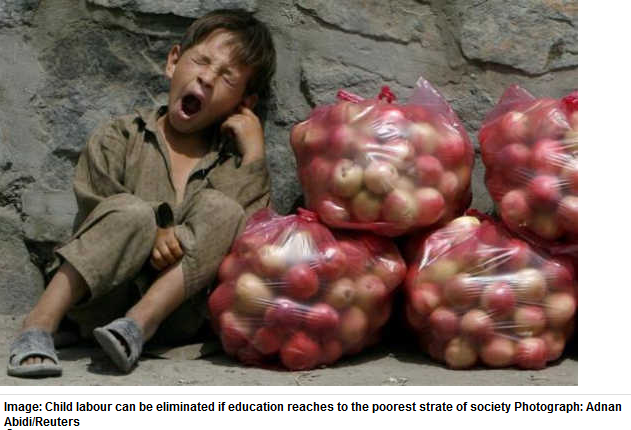 Image: Child labour can be eliminated if education reaches to the poorest strate of society Photograph: Adnan
Abidi/Reuters